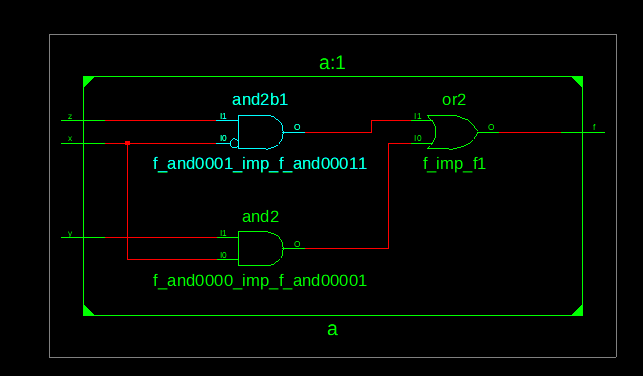 a:1
and2b1
or2
z
I1
O
I1
O
f
x
I0
I0
f_and0001_imp_f_and00011
f_imp_f1
and2
y
I1
O
I0
f_and0000_imp_f_and00001
a